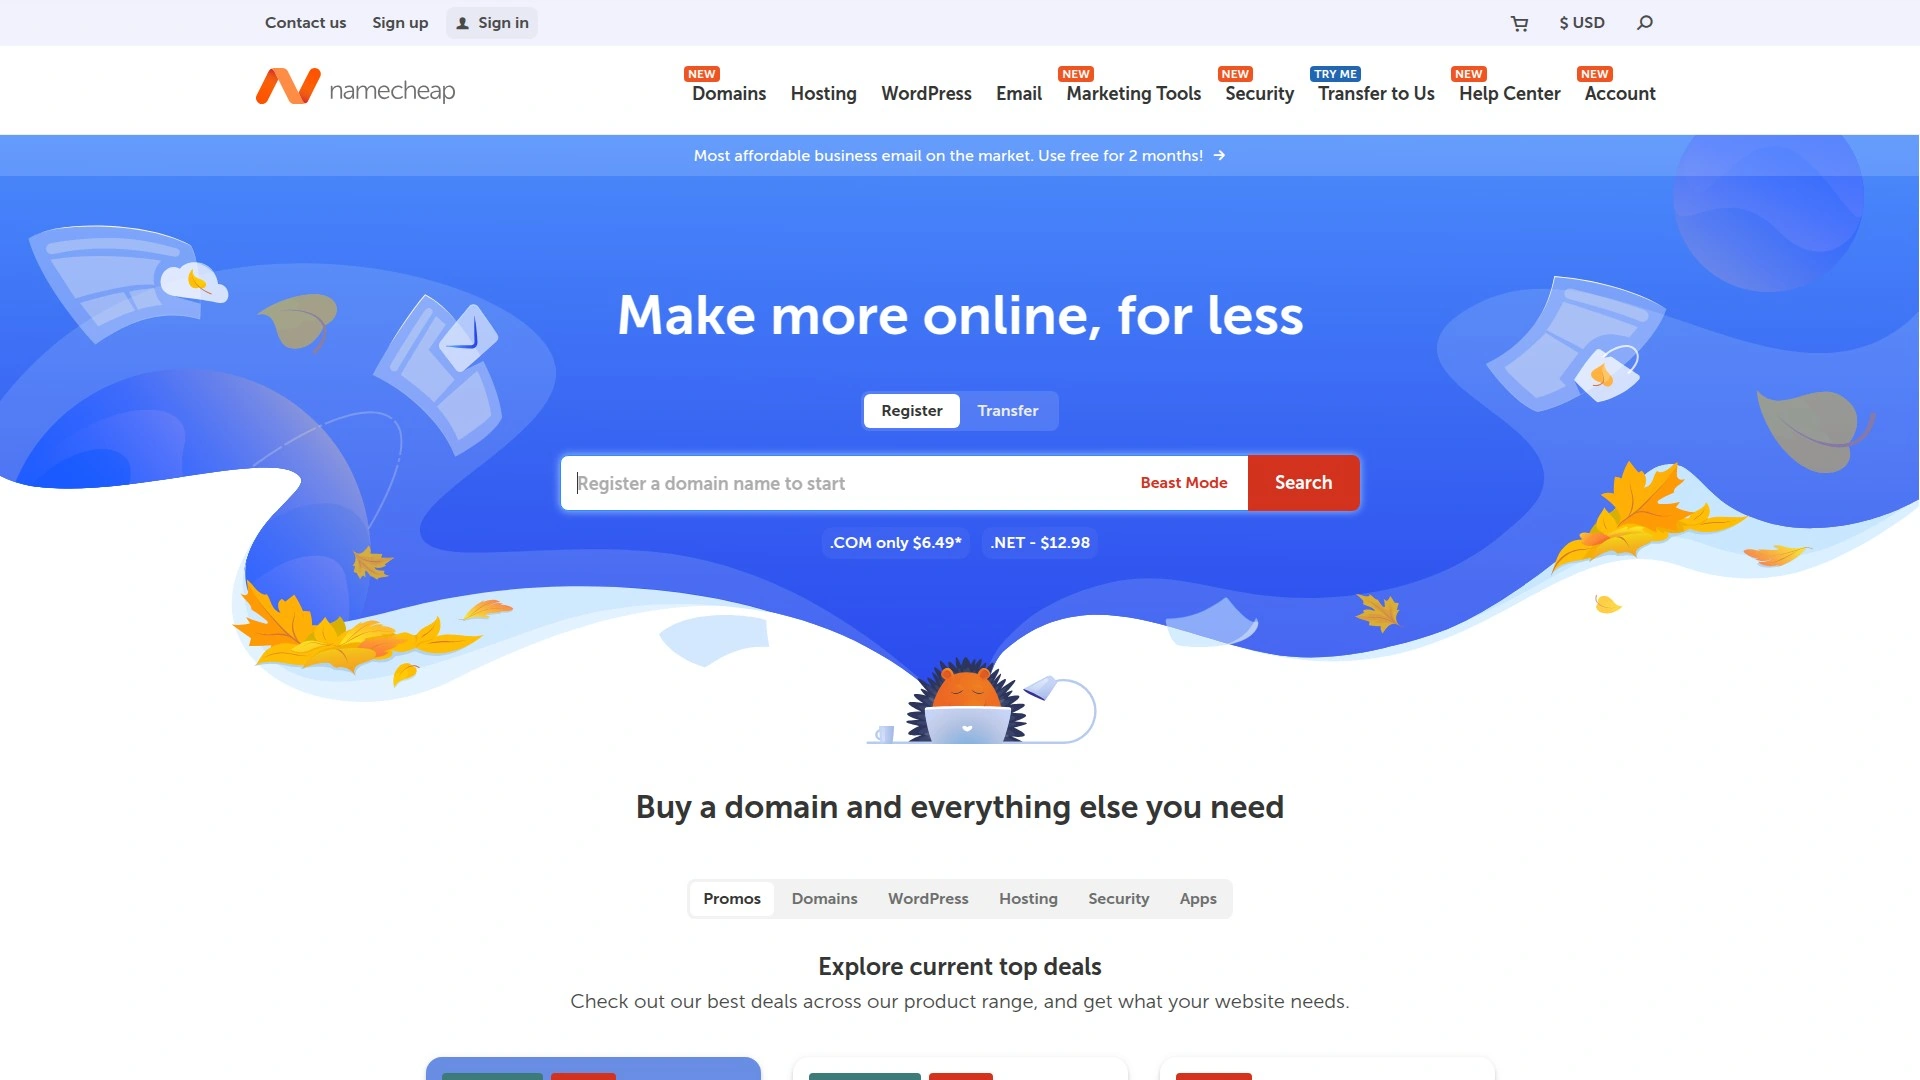 Contact us Sign up Sign in $ USD
namecheap
NEW NEW NEW TRY ME NEW NEW
Domains Hosting WordPress Email Marketing Tools Security Transfer to Us Help Center Account
Most affordable business email on the market. Use free for 2 months!
Make more online, for less
Register Transfer
Register a domain name to start Beast Mode Search
.COM only $6.49* .NET - $12.98
Buy a domain and everything else you need
Promos Domains WordPress Hosting Security Apps
Explore current top deals
Check out our best deals across our product range, and get what your website needs.